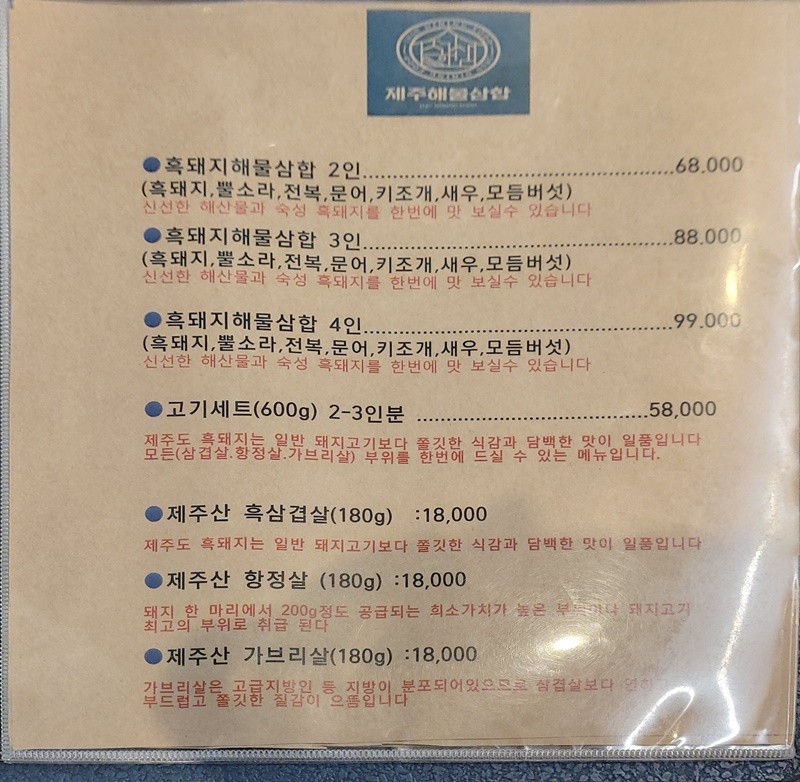 제주해물삼합
흑돼지해물삼합 2인 68,000
(흑돼지,뿔소라,전복,문어,키조개,새우,모듬버섯)
신선한 해산물과 숙성 흑돼지를 한번에 맛 보실수 있습니다
흑돼지해물삼합 3인 88.000
(흑돼지,뿔소라,전복,문어,키조개,새우,모듬버섯)
신선한 해산물과 숙성 흑돼지를 한번에 맛 보실수 있습니다
흑돼지해물삼합 4인 99.000
(흑돼지,뿔소라,전복,문어,키조개,새우,모듬버섯)
신선한 해산물과 숙성 흑돼지를 한번에 맛 보실수 있습니다
고기세트(600g) 2-3인분 58,000
제주도 흑돼지는 일반 돼지고기보다 쫄깃한 식감과 담백한 맛이 일품입니다
모든(삼겹살.항정살.가브리살) 부위를 한번에 드실 수 있는 메뉴입니다.
제주산 흑삼겹살(180g) :18,000
제주도 흑돼지는 일반 돼지고기보다 쫄깃한 식감과 담백한 맛이 일품입니다
제주산 항정살 (180g) :18,000
돼지 한 마리에서 200g정도 공급되는 희소가치가 높은 돼지고기
최고의 부위로 취급 된다
제주산 가브리살(180g) :18,000
가브리살은 고급지방인 등 지방이 분포되어있으므로 삼겹살보다
부드럽고 쫄깃한 질감이 으뜸입니다